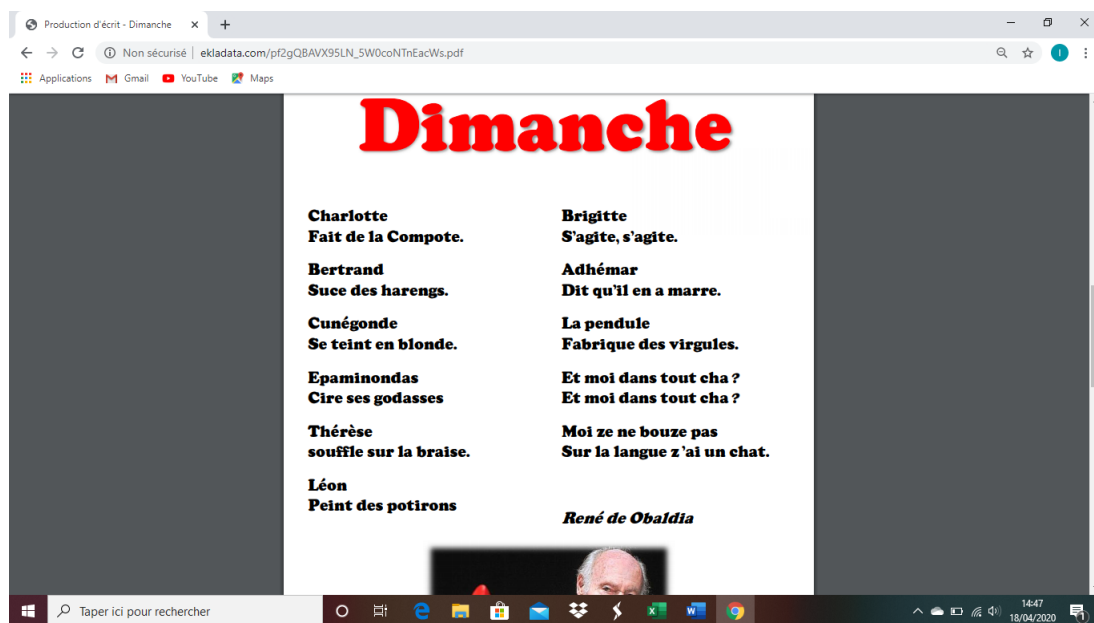 Production d'écrit - Dimanche
Non sécurisé | ekladata.com/pf2gQBAVX95LN_5W0coNTnEacWs.pdf
Applications Gmail YouTube Maps
Dimanche
Charlotte
Fait de la Compote.
Bertrand
Suce des harengs.
Cunégonde
Se teint en blonde.
Epaminondas
Cire ses godasses
Thérèse
souffle sur la braise.
Léon
Peint des potirons
Brigitte
S'agite, s'agite.
Adhémar
Dit qu'il en a marre.
La pendule
Fabrique des virgules.
Et moi dans tout cha ?
Et moi dans tout cha ?
Moi ze ne bouze pas
Sur la langue z'ai un chat.
René de Obaldia
Taper ici pour rechercher
14:47
18/04/2020